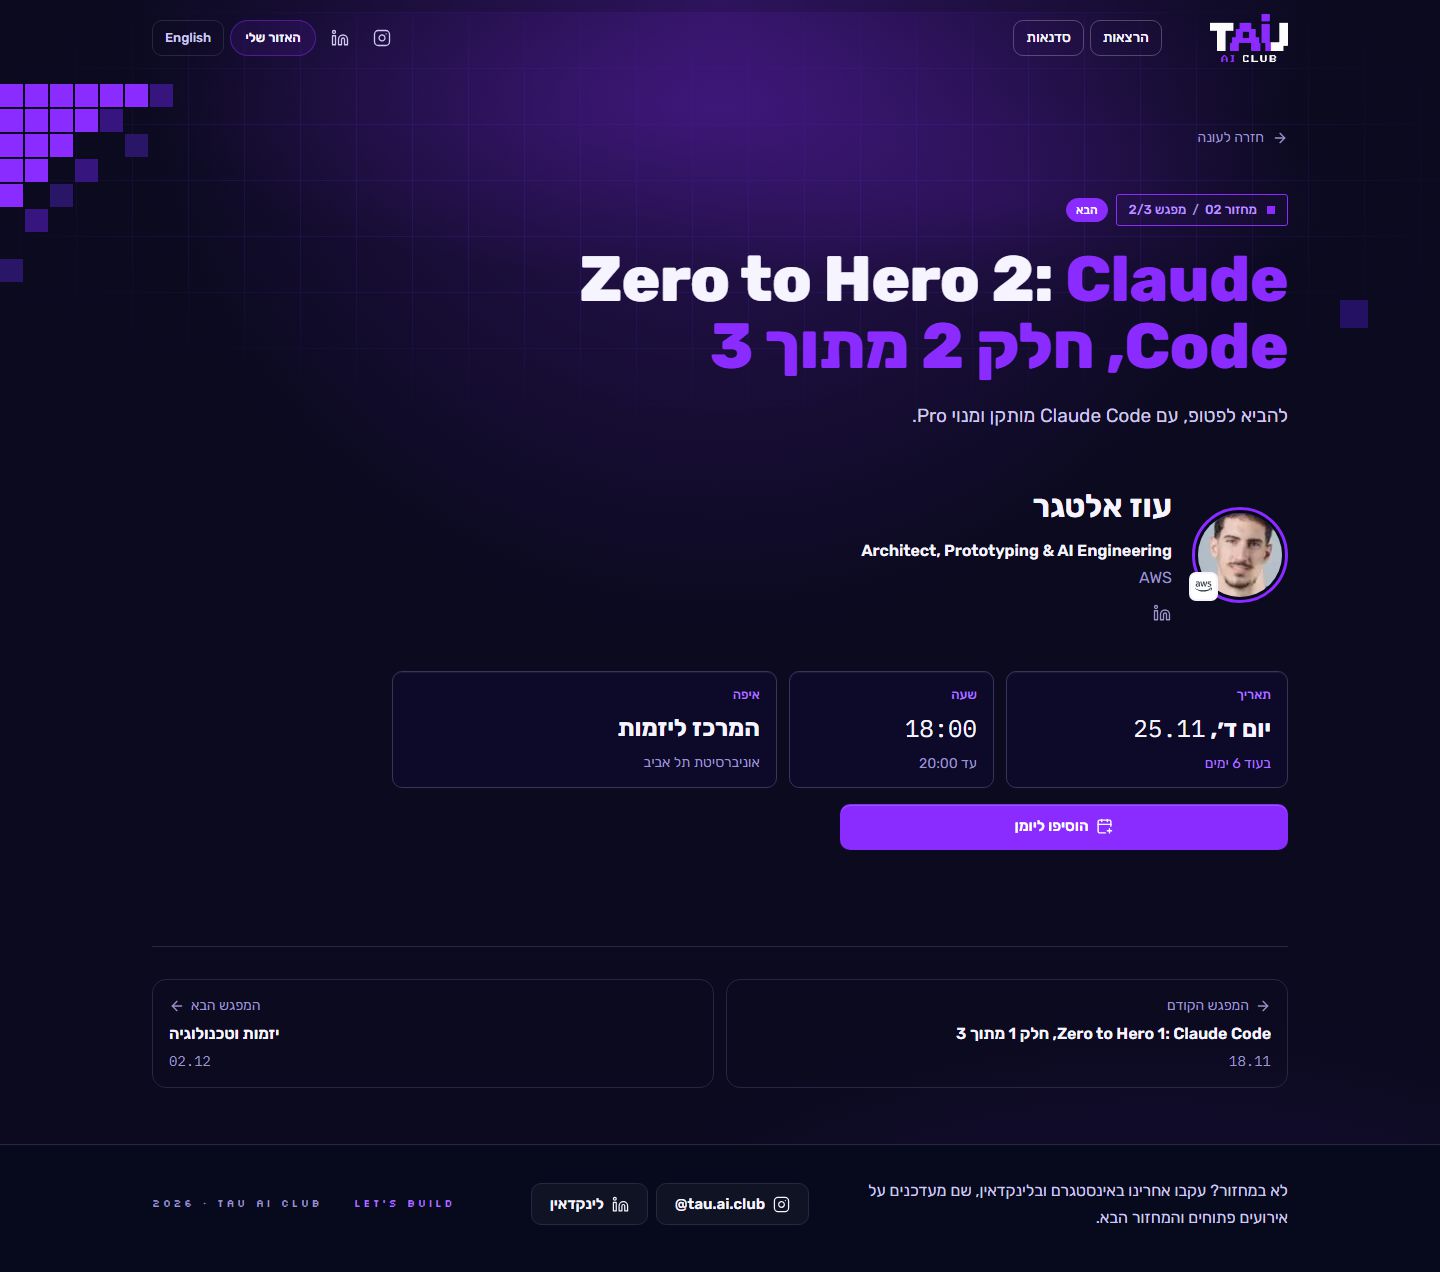 TAU
AI CLUB
הרצאות
סדנאות
האזור שלי
English
חזרה לעונה
מחזור 02 / מפגש 2/3
הבא
Zero to Hero 2: Claude
Code, חלק 2 מתוך 3
להביא לפטופ, עם Claude Code מותקן ומנוי Pro.
עוז אלטגר
Architect, Prototyping & AI Engineering
AWS
aws
תאריך
יום ד׳, 25.11
בעוד 6 ימים
שעה
18:00
עד 20:00
איפה
המרכז ליזמות
אוניברסיטת תל אביב
הוסיפו ליומן
המפגש הקודם
Zero to Hero 1: Claude Code, חלק 1 מתוך 3
18.11
המפגש הבא
יזמות וטכנולוגיה
02.12
לא במחזור? עקבו אחרינו באינסטגרם ובלינקדאין, שם מעדכנים על
אירועים פתוחים והמחזור הבא.
@tau.ai.club
לינקדאין
LET'S BUILD
2026 · TAU AI CLUB